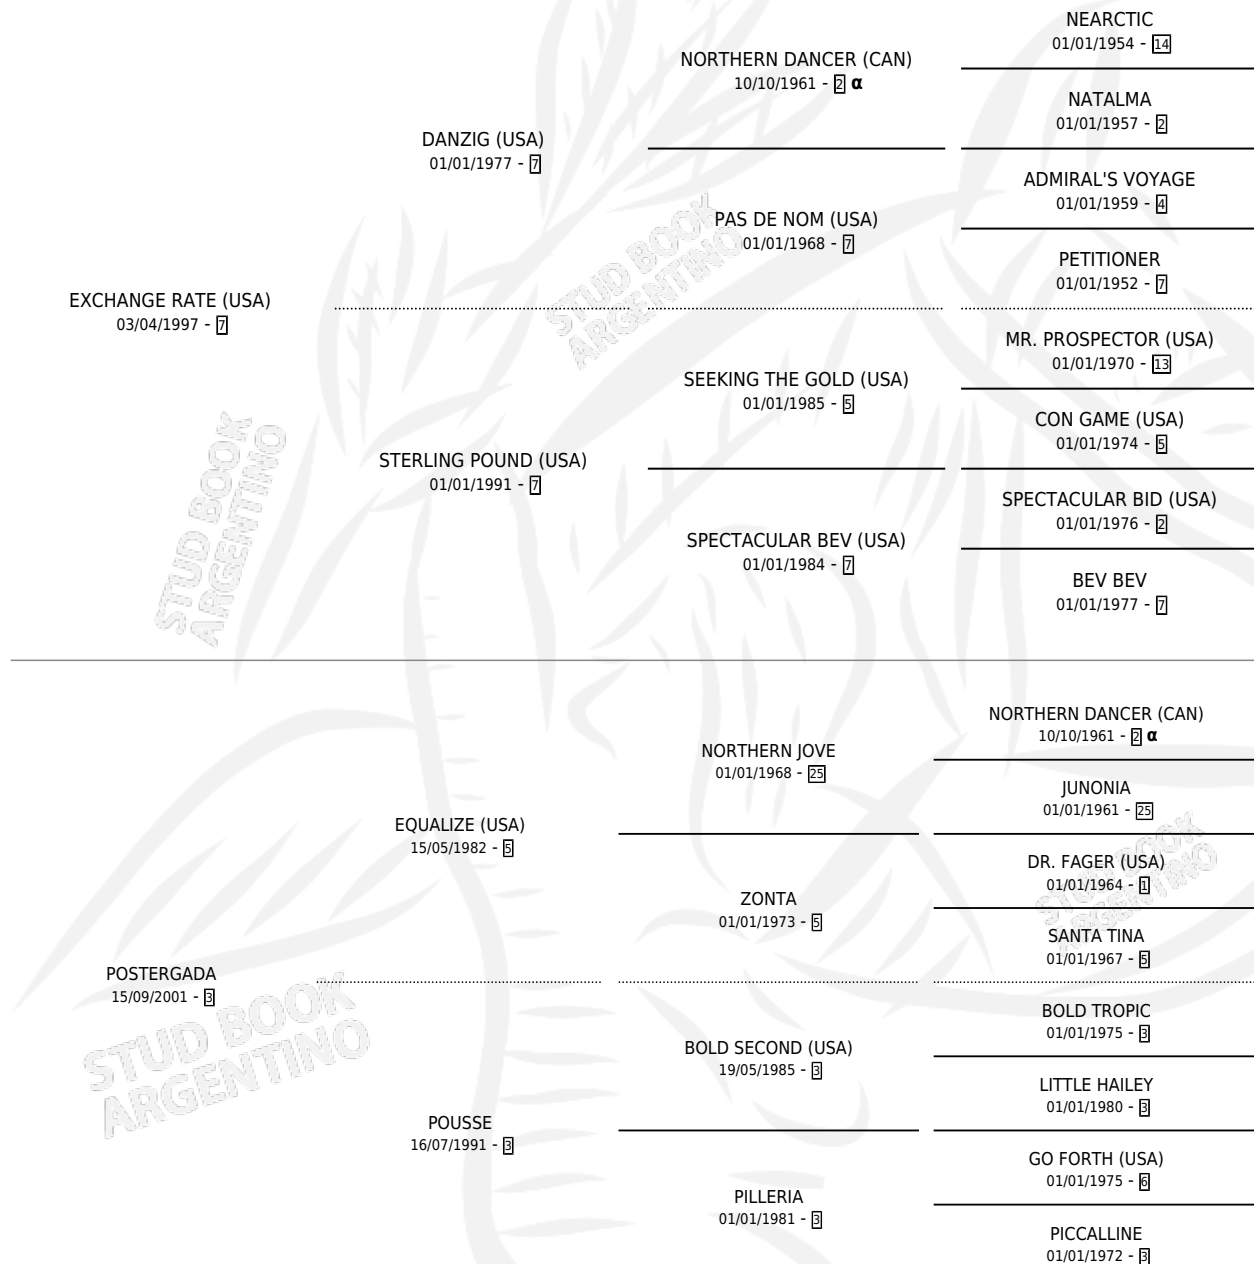 NEARCTIC
01/01/1954 - 14
NORTHERN DANCER (CAN)
10/10/1961 - 2 α
NATALMA
01/01/1957 - 2
DANZIG (USA)
01/01/1977 - 7
ADMIRAL'S VOYAGE
01/01/1959 - 4
PAS DE NOM (USA)
01/01/1968 - 7
PETITIONER
01/01/1952 - 7
EXCHANGE RATE (USA)
03/04/1997 - 7
MR. PROSPECTOR (USA)
01/01/1970 - 13
SEEKING THE GOLD (USA)
01/01/1985 - 5
CON GAME (USA)
01/01/1974 - 5
STERLING POUND (USA)
01/01/1991 - 7
SPECTACULAR BID (USA)
01/01/1976 - 2
SPECTACULAR BEV (USA)
01/01/1984 - 7
BEV BEV
01/01/1977 - 7
STUD BOOK
ARGENTINO
STUD BOOK
ARGENTINO
NORTHERN DANCER (CAN)
10/10/1961 - 2 α
NORTHERN JOVE
01/01/1968 - 25
JUNONIA
01/01/1961 - 25
EQUALIZE (USA)
15/05/1982 - 5
DR. FAGER (USA)
01/01/1964 - 1
ZONTA
01/01/1973 - 5
SANTA TINA
01/01/1967 - 5
POSTERGADA
15/09/2001 - 3
BOLD TROPIC
01/01/1975 - 3
BOLD SECOND (USA)
19/05/1985 - 3
LITTLE HAILEY
01/01/1980 - 3
POUSSE
16/07/1991 - 3
GO FORTH (USA)
01/01/1975 - 6
PILLERIA
01/01/1981 - 3
PICCALLINE
01/01/1972 - 3
STUD BOOK
ARGENTINO
STUD BOOK
ARGENTINO